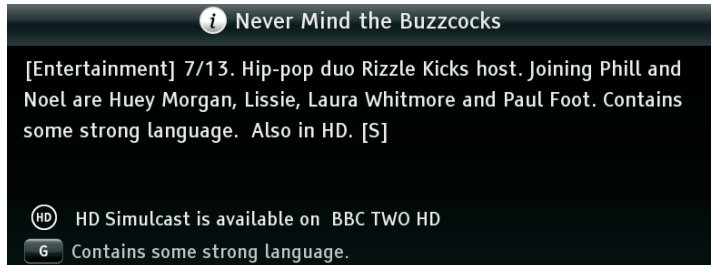 i Never Mind the Buzzcocks
[Entertainment] 7/13. Hip-pop duo Rizzle Kicks host. Joining Phill and
Noel are Huey Morgan, Lissie, Laura Whitmore and Paul Foot. Contains
some strong language.  Also in HD. [S]
HD HD Simulcast is available on  BBC TWO HD
G Contains some strong language.